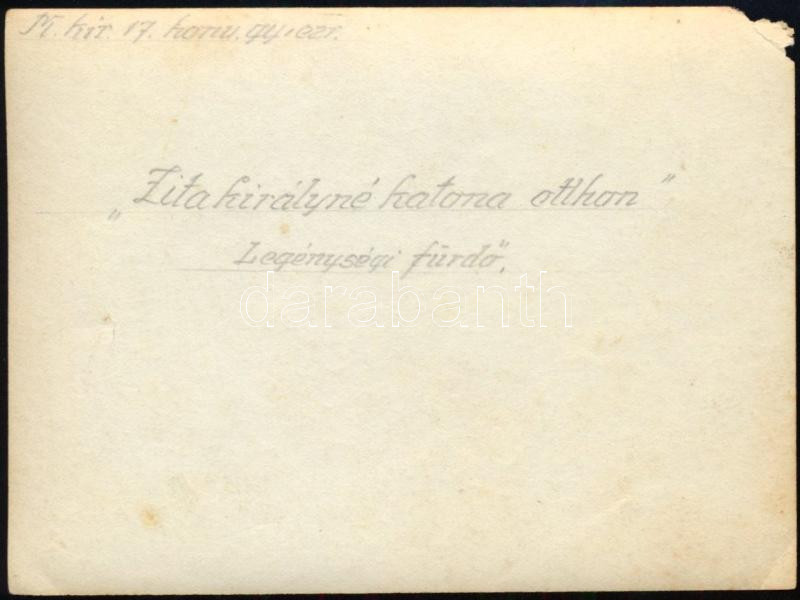 M. kir. 17. honv. gy. ezr.
„Zita királyné katona otthon"
Legénységi fürdő.
darabanth